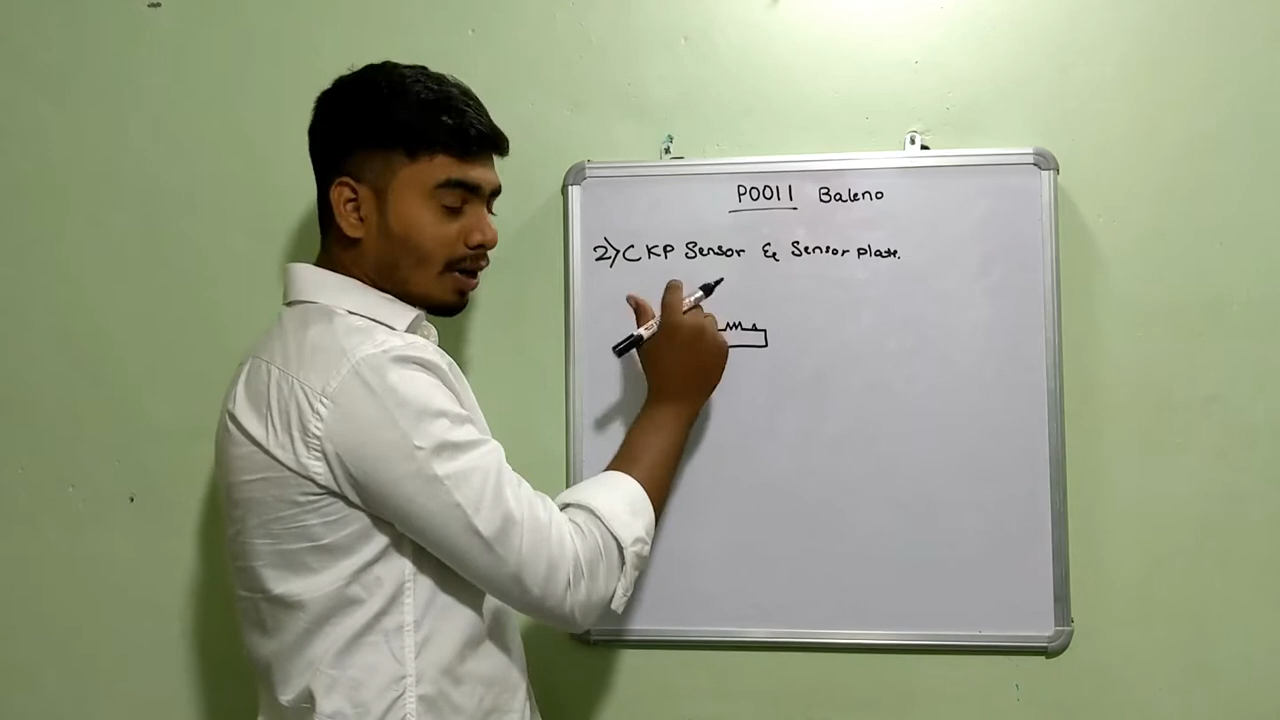 P0011 Baleno
2) CKP Sensor & Sensor plate.